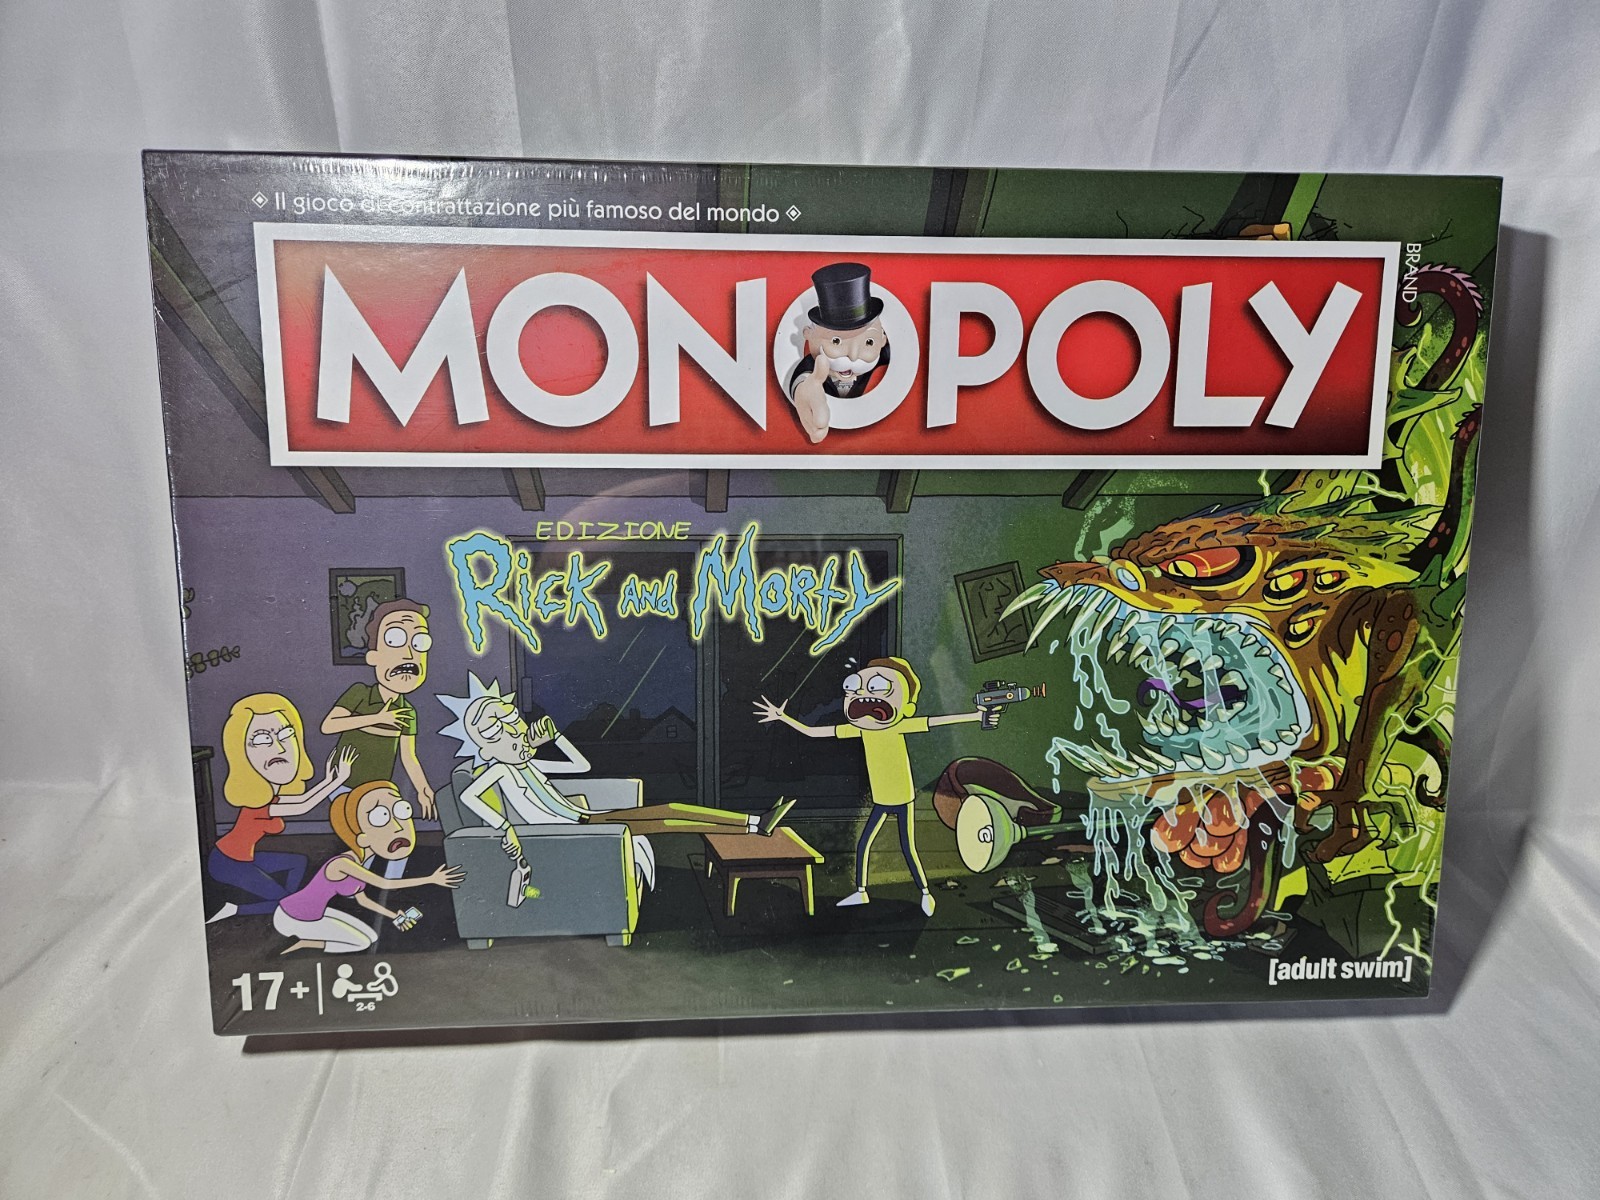 Il gioco di contrattazione più famoso del mondo
MONOPOLY
BRAND
EDIZIONE
RICK AND MORTY
17+
2-6
[adult swim]